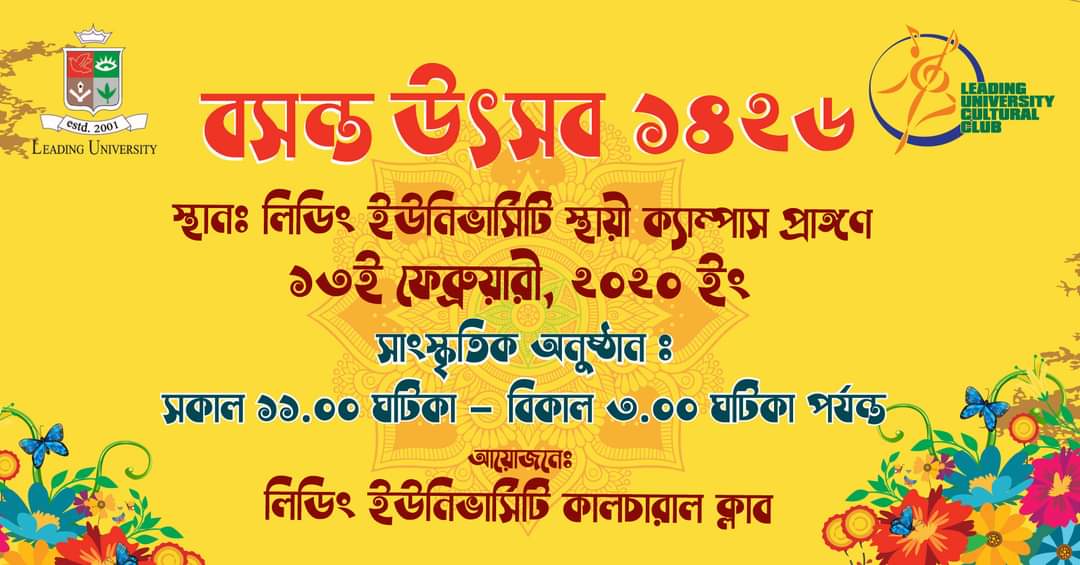 estd. 2001
LEADING UNIVERSITY
বসন্ত উৎসব ১৪২৬
LEADING
UNIVERSITY
CULTURAL
CLUB
স্থানঃ লিডিং ইউনিভার্সিটি স্থায়ী ক্যাম্পাস প্রাঙ্গণে
১৩ই ফেব্রুয়ারী, ২০২০ ইং
সাংস্কৃতিক অনুষ্ঠান :
সকাল ১১.০০ ঘটিকা – বিকাল ৩.০০ ঘটিকা পর্যন্ত
আয়োজনেঃ
লিডিং ইউনিভার্সিটি কালচারাল ক্লাব